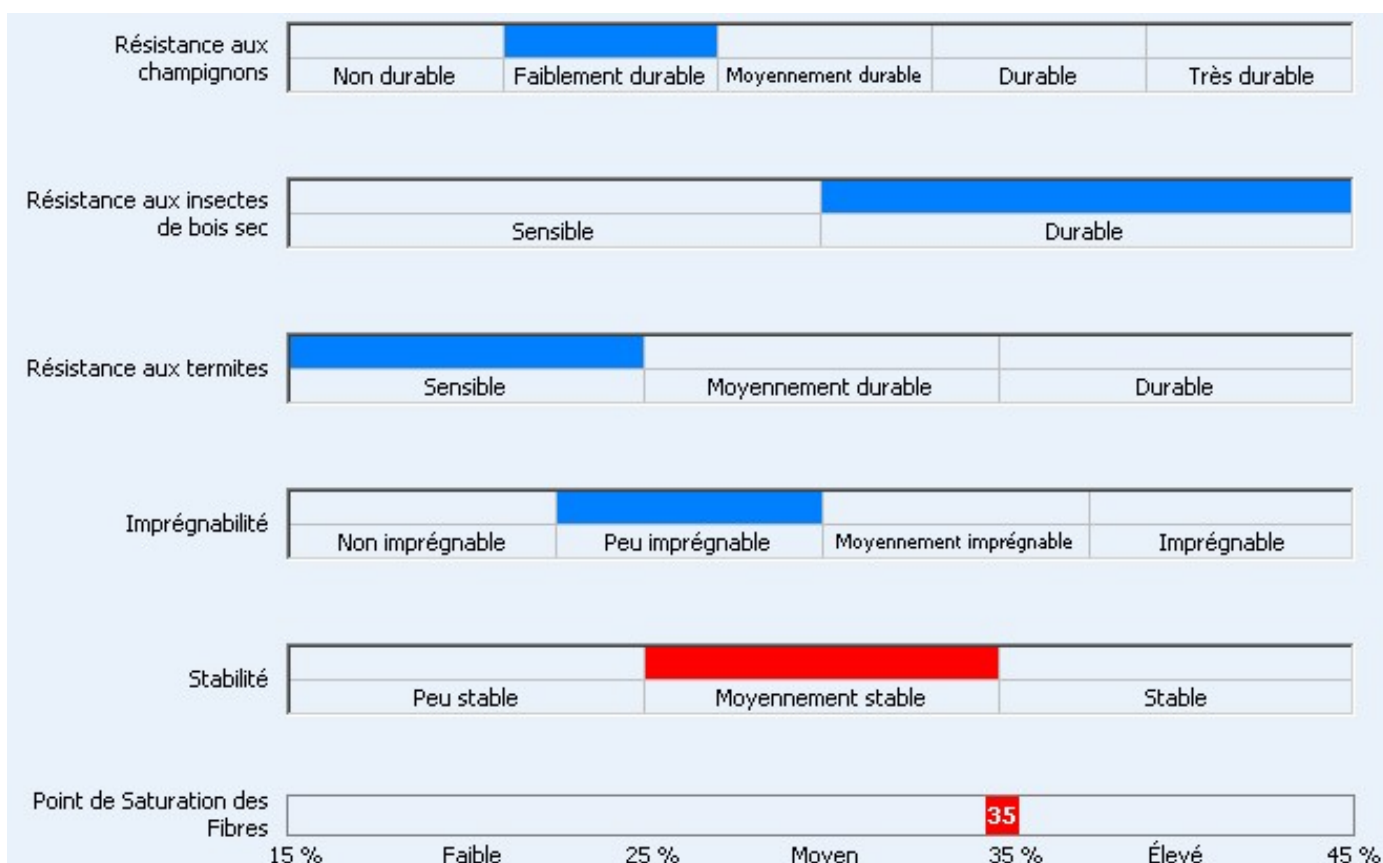 Résistance aux
champignons
Non durable Faiblement durable Moyennement durable Durable Très durable
Résistance aux insectes
de bois sec
Sensible Durable
Résistance aux termites
Sensible Moyennement durable Durable
Imprégnabilité
Non imprégnable Peu imprégnable Moyennement imprégnable Imprégnable
Stabilité
Peu stable Moyennement stable Stable
Point de Saturation des
Fibres
35
15 % Faible 25 % Moyen 35 % Élevé 45 %